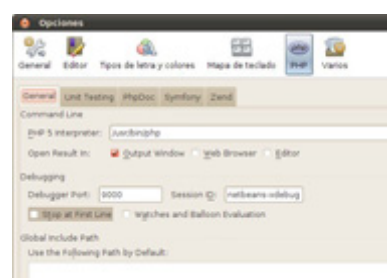 Opciones
General Editor Tipos de letra y colores Mapa de teclado PHP Varios
General Unit Testing PhpDoc Symfony Zend
Command Line
PHP 5 Interpreter: /usr/bin/php
Open Result in: Output Window Web Browser Editor
Debugging
Debugger Port: 9000 Session ID: netbeans-xdebug
Stop at First Line Watches and Balloon Evaluation
Global Include Path
Use the Following Path by Default: